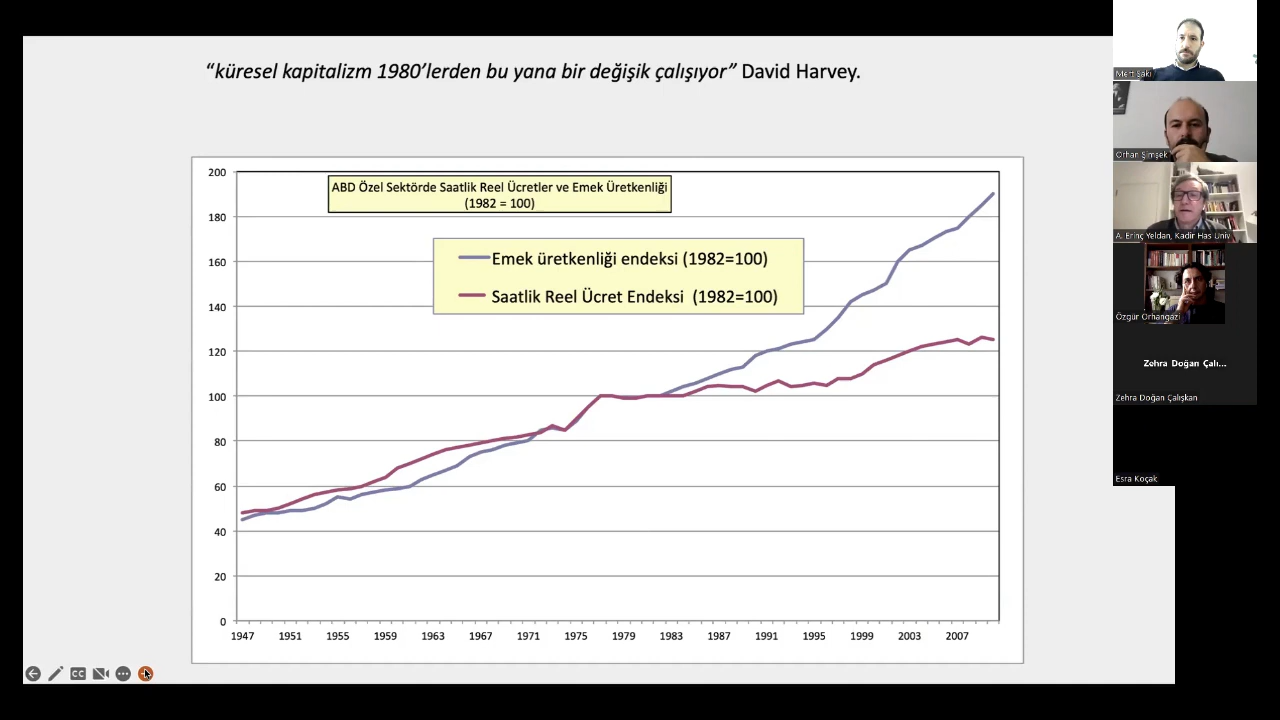 “küresel kapitalizm 1980’lerden bu yana bir değişik çalışıyor” David Harvey.
ABD Özel Sektörde Saatlik Reel Ücretler ve Emek Üretkenliği
(1982 = 100)
Emek üretkenliği endeksi (1982=100)
Saatlik Reel Ücret Endeksi (1982=100)
200
180
160
140
120
100
80
60
40
20
0
1947 1951 1955 1959 1963 1967 1971 1975 1979 1983 1987 1991 1995 1999 2003 2007
CC
Mert Şakı
Orhan Şimşek
A. Erinç Yeldan, Kadir Has Univ
Özgür Orhangazi
Zehra Doğan Çalı...
Zehra Doğan Çalışkan
Esra Koçak